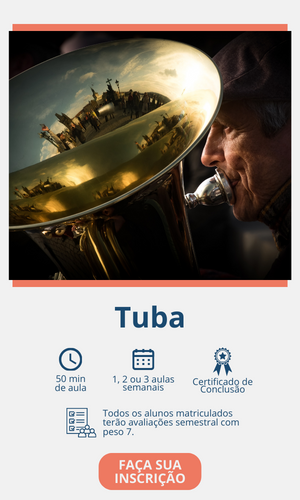 Tuba
50 min
de aula
1, 2 ou 3 aulas
semanais
Certificado de
Conclusão
Todos os alunos matriculados
terão avaliações semestral com
peso 7.
FAÇA SUA
INSCRIÇÃO